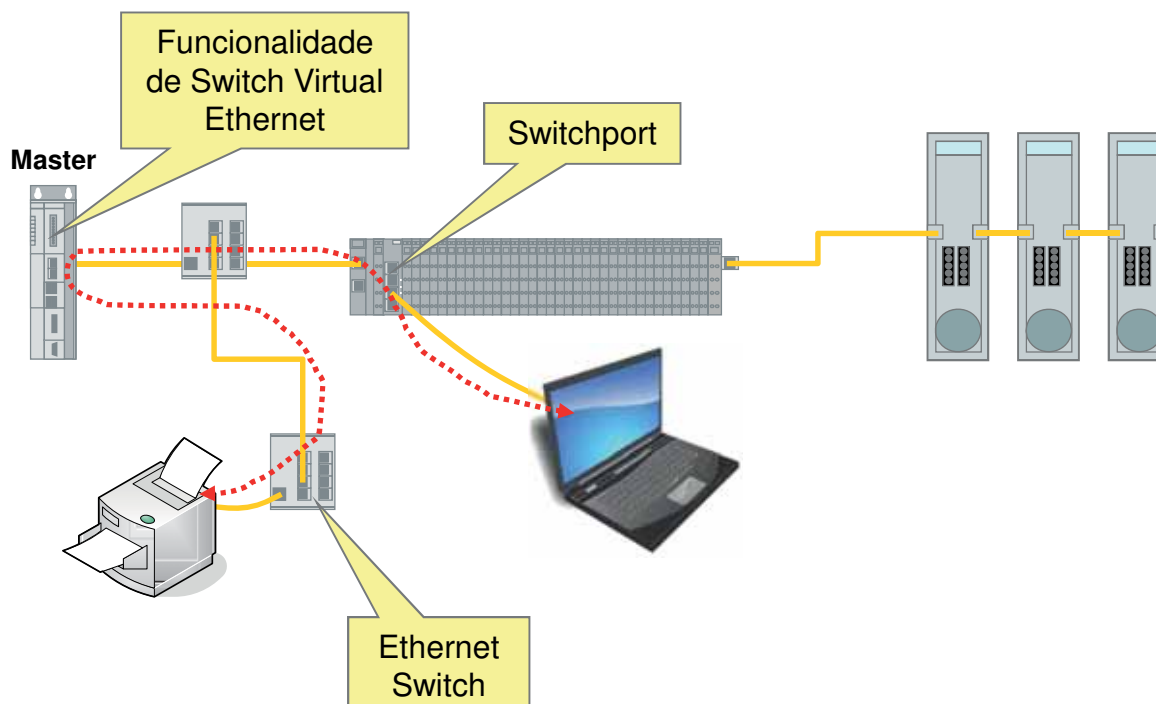 Funcionalidade
de Switch Virtual
Ethernet
Switchport
Master
Ethernet
Switch